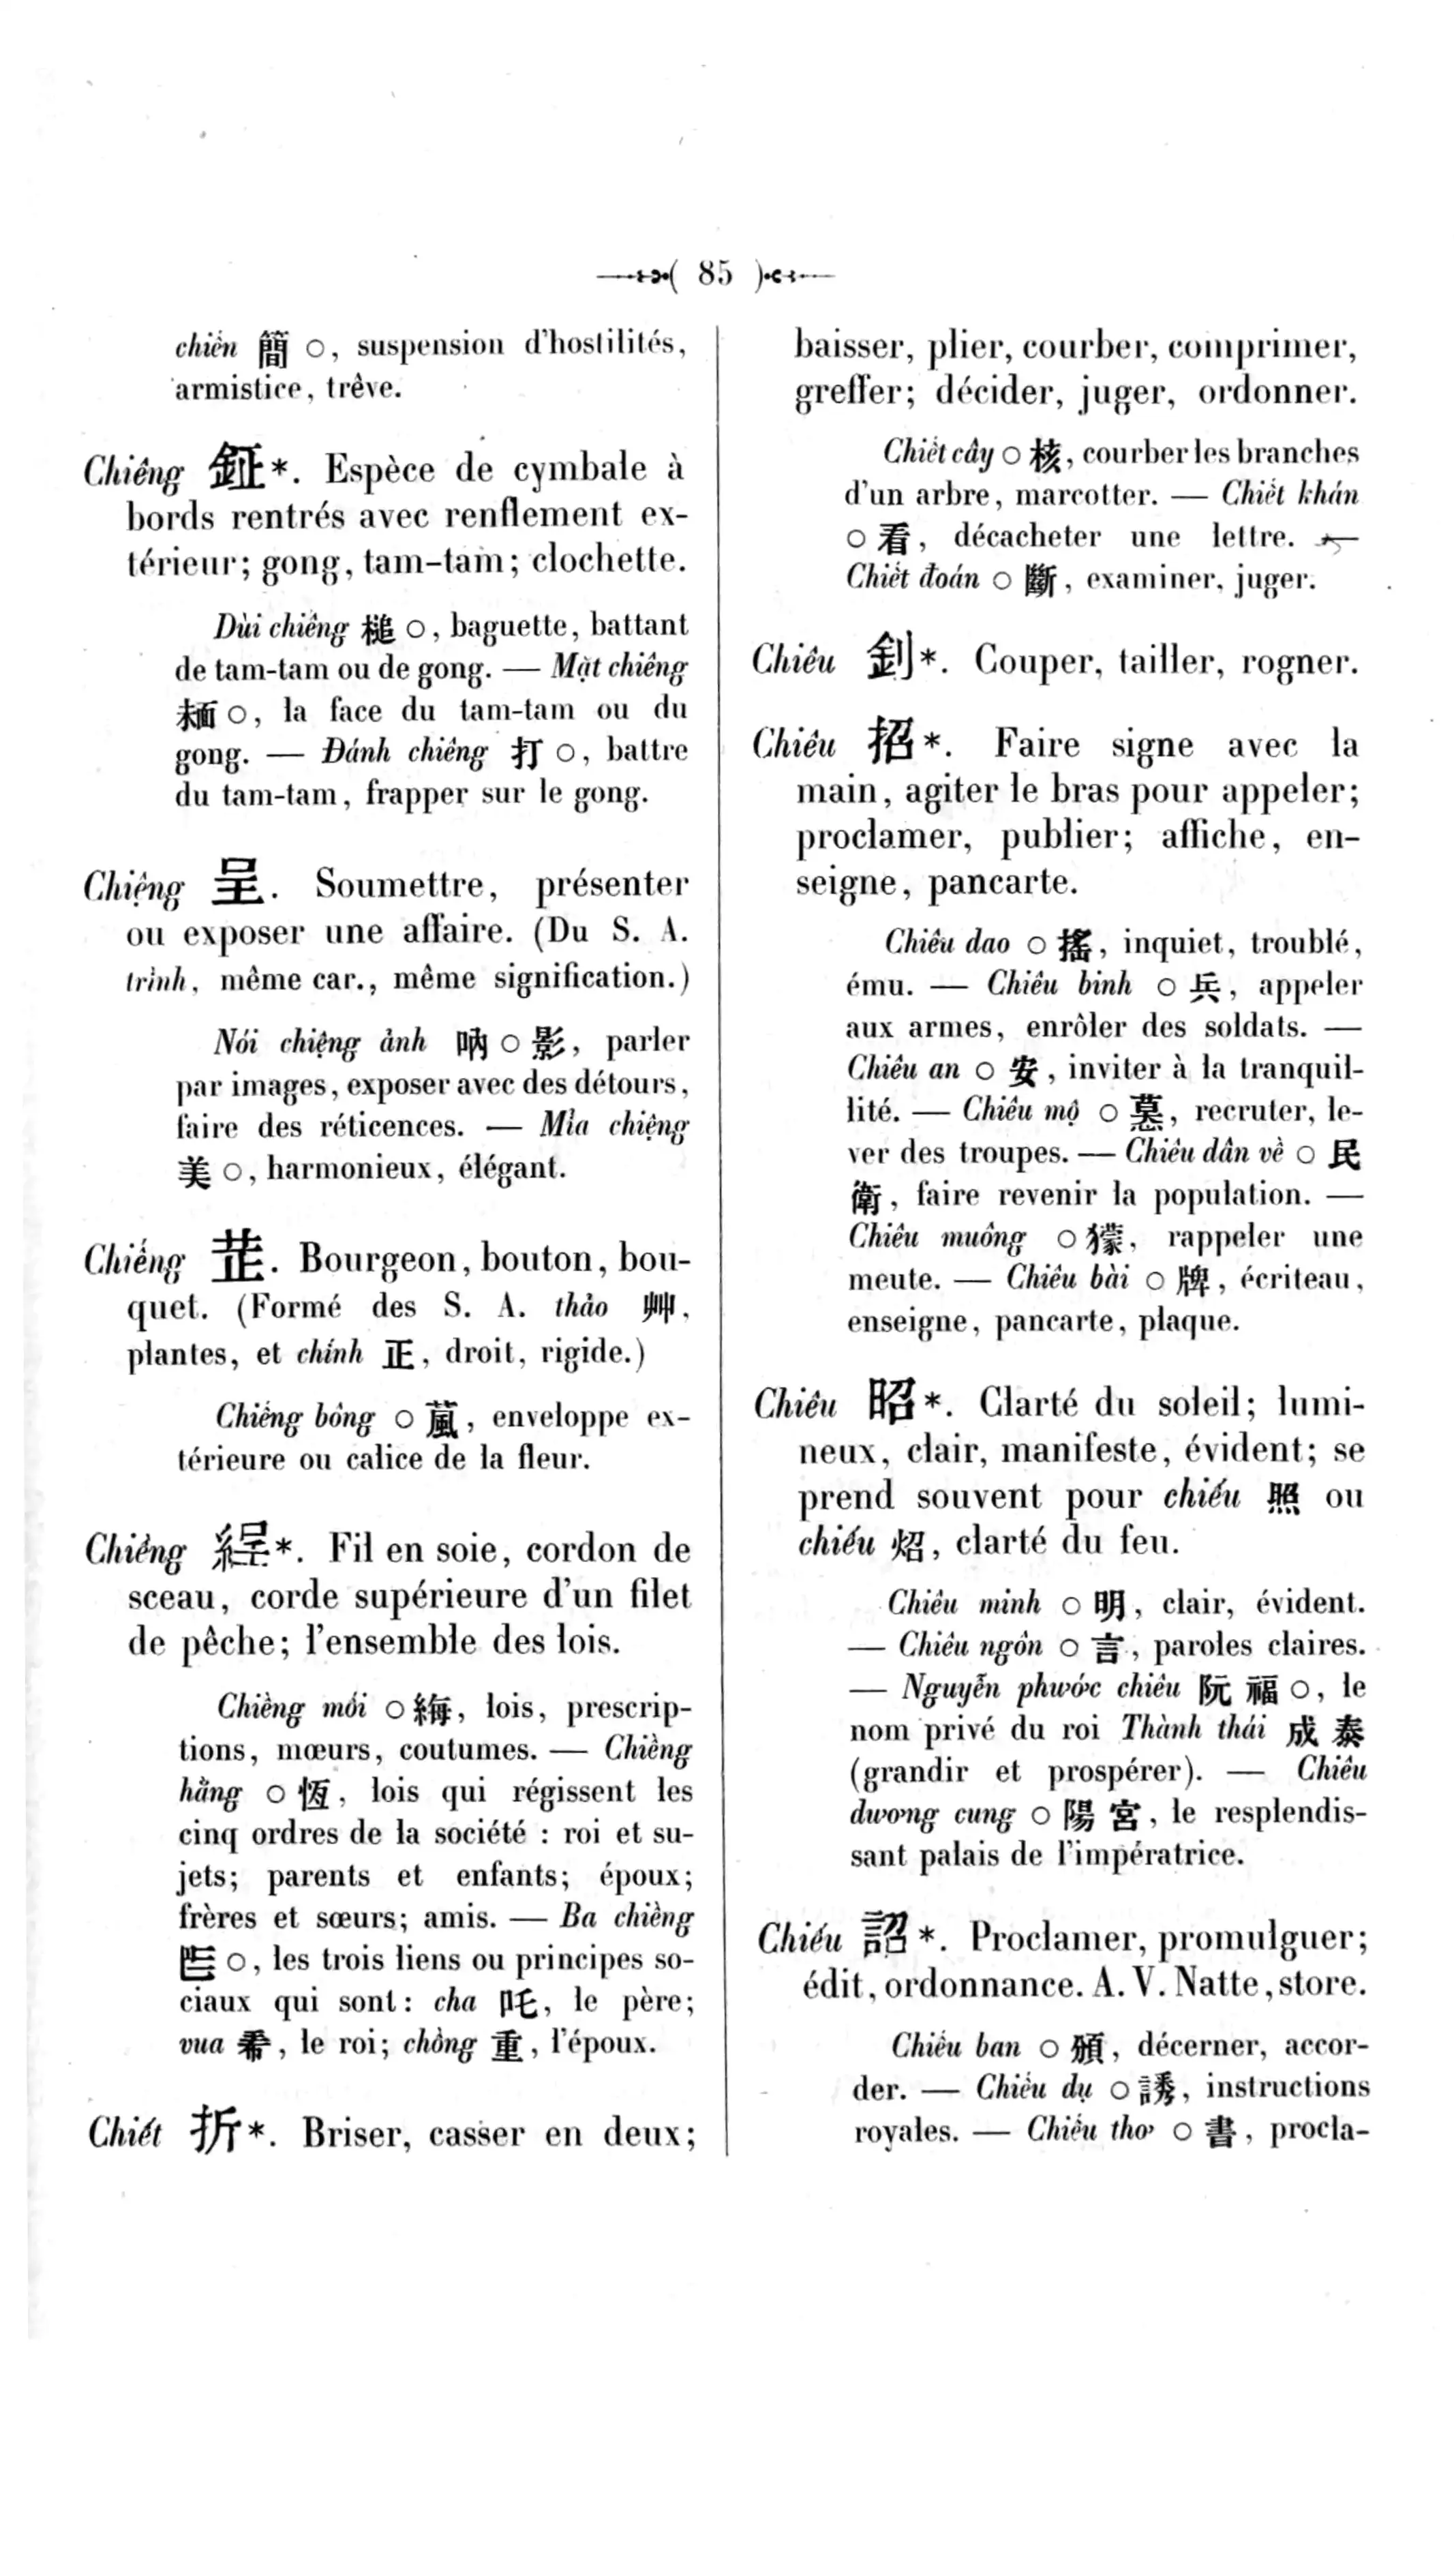 ( 85 )
chiến 簡 ○, suspension d'hostilités,
armistice, trêve.
Chiêng 鉦*. Espèce de cymbale à
bords rentrés avec renflement ex-
térieur; gong, tam-tam; clochette.
Dùi chiêng 槌 ○, baguette, battant
de tam-tam ou de gong. — Mặt chiêng
○, la face du tam-tam ou du
gong. — Đánh chiêng 打 ○, battre
du tam-tam, frapper sur le gong.
Chiệng 呈. Soumettre, présenter
ou exposer une affaire. (Du S. A.
trình, même car., même signification.)
Nói chiệng ảnh 吶 ○ 影, parler
par images, exposer avec des détours,
faire des réticences. — Mỉa chiệng
美 ○, harmonieux, élégant.
Chiếng 芷. Bourgeon, bouton, bou-
quet. (Formé des S. A. thảo 艸,
plantes, et chính 正, droit, rigide.)
Chiếng bông ○, enveloppe ex-
térieure ou calice de la fleur.
Chiềng 綎*. Fil en soie, cordon de
sceau, corde supérieure d'un filet
de pêche; l'ensemble des lois.
Chiềng mối ○, lois, prescrip-
tions, mœurs, coutumes. — Chiềng
hằng ○ 恆, lois qui régissent les
cinq ordres de la société : roi et su-
jets; parents et enfants; époux;
frères et sœurs; amis. — Ba chiềng
○, les trois liens ou principes so-
ciaux qui sont : cha 吒, le père;
vua, le roi; chồng 重, l'époux.
Chiết 折*. Briser, casser en deux;
baisser, plier, courber, comprimer,
greffer; décider, juger, ordonner.
Chiết cây ○ 核, courber les branches
d'un arbre, marcotter. — Chiết khán
○ 看, décacheter une lettre. —
Chiết đoán ○ 斷, examiner, juger.
Chiêu 釗*. Couper, tailler, rogner.
Chiêu 招*. Faire signe avec la
main, agiter le bras pour appeler;
proclamer, publier; affiche, en-
seigne, pancarte.
Chiêu dao ○ 搖, inquiet, troublé,
ému. — Chiêu binh ○ 兵, appeler
aux armes, enrôler des soldats. —
Chiêu an ○ 安, inviter à la tranquil-
lité. — Chiêu mộ ○ 慕, recruter, le-
ver des troupes. — Chiêu dân về ○ 民
衛, faire revenir la population. —
Chiêu muông ○ 獴, rappeler une
meute. — Chiêu bài ○ 牌, écriteau,
enseigne, pancarte, plaque.
Chiêu 昭*. Clarté du soleil; lumi-
neux, clair, manifeste, évident; se
prend souvent pour chiếu 照 ou
chiếu 炤, clarté du feu.
Chiêu minh ○ 明, clair, évident.
— Chiêu ngôn ○ 言, paroles claires.
— Nguyễn phước chiêu 阮 福 ○, le
nom privé du roi Thành thái 成 泰
(grandir et prospérer). — Chiêu
dương cung ○ 陽 宮, le resplendis-
sant palais de l'impératrice.
Chiếu 詔*. Proclamer, promulguer;
édit, ordonnance. A. V. Natte, store.
Chiếu ban ○ 頒, décerner, accor-
der. — Chiếu dụ ○ 誘, instructions
royales. — Chiếu thơ ○ 書, procla-